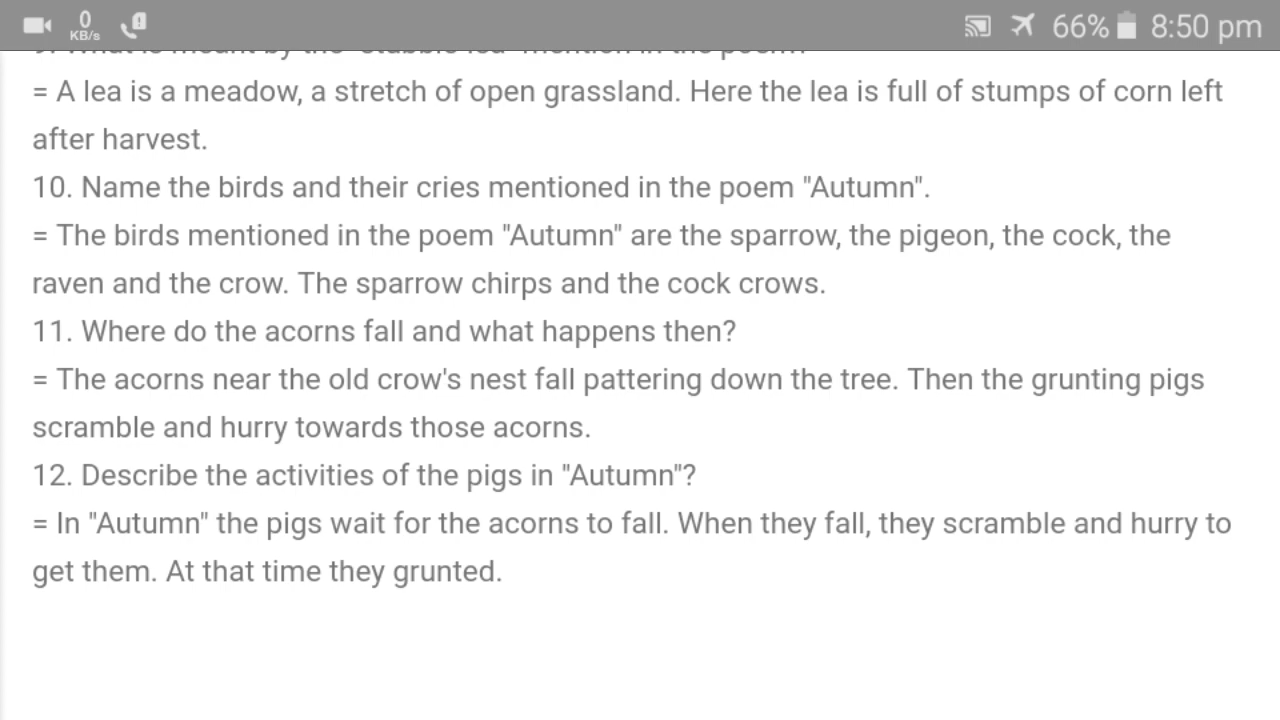 0
KB/s
66% 8:50 pm
= A lea is a meadow, a stretch of open grassland. Here the lea is full of stumps of corn left
after harvest.
10. Name the birds and their cries mentioned in the poem "Autumn".
= The birds mentioned in the poem "Autumn" are the sparrow, the pigeon, the cock, the
raven and the crow. The sparrow chirps and the cock crows.
11. Where do the acorns fall and what happens then?
= The acorns near the old crow's nest fall pattering down the tree. Then the grunting pigs
scramble and hurry towards those acorns.
12. Describe the activities of the pigs in "Autumn"?
= In "Autumn" the pigs wait for the acorns to fall. When they fall, they scramble and hurry to
get them. At that time they grunted.